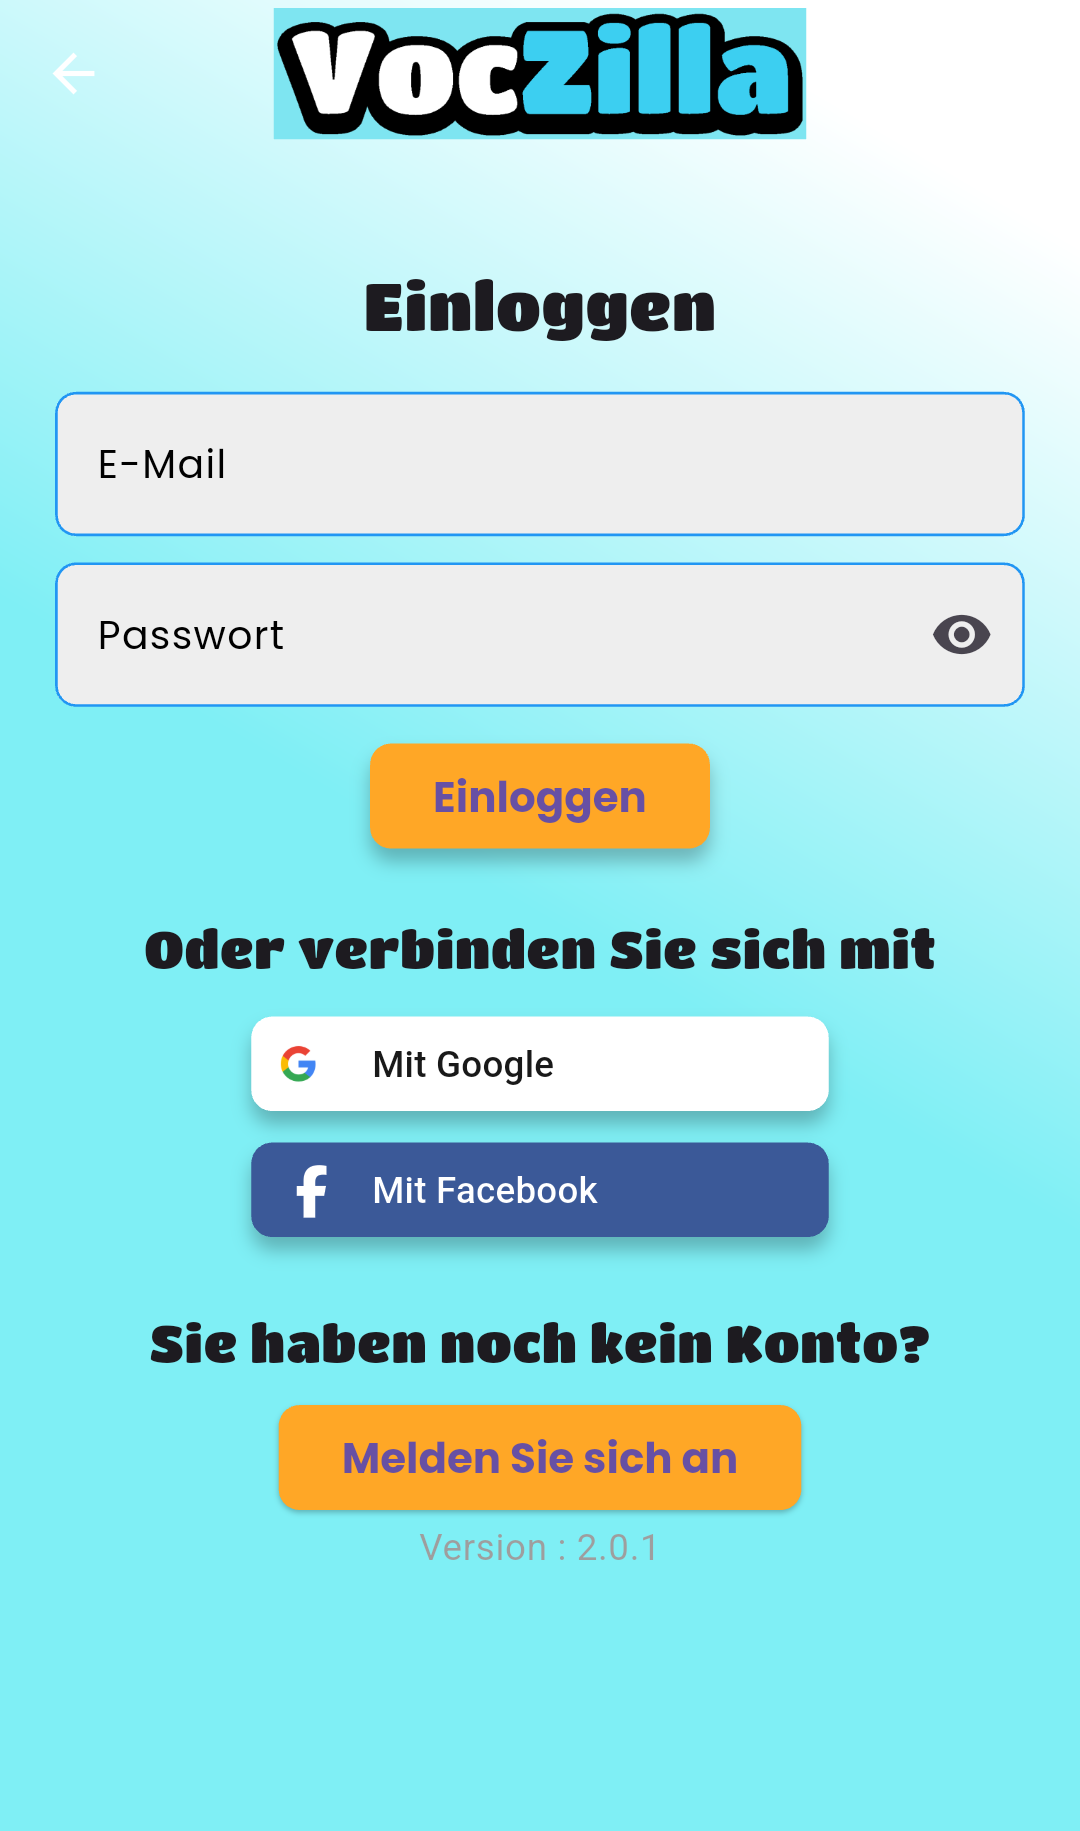 VocZilla
Einloggen
E-Mail
Passwort
Einloggen
Oder verbinden Sie sich mit
Mit Google
Mit Facebook
Sie haben noch kein Konto?
Melden Sie sich an
Version : 2.0.1